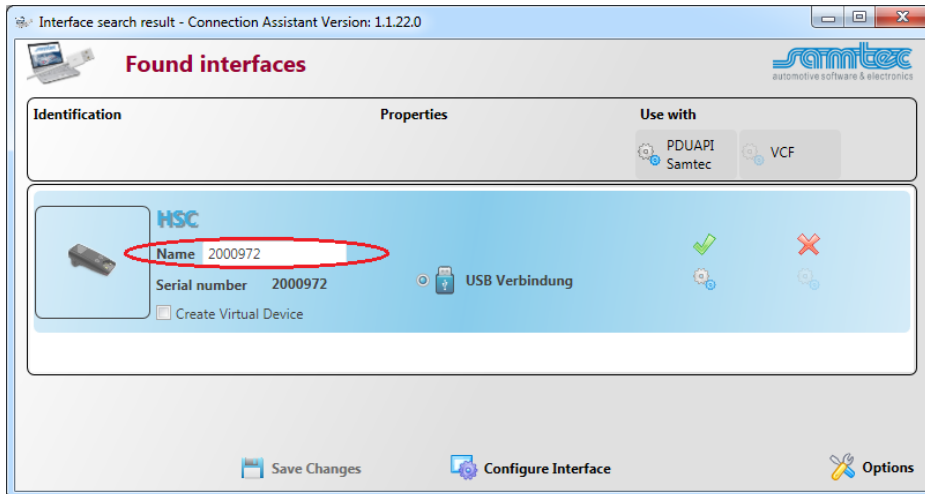 Interface search result - Connection Assistant Version: 1.1.22.0
Found interfaces
samtec
automotive software & electronics
Identification
Properties
Use with
PDUAPI
Samtec
VCF
HSC
Name 2000972
Serial number 2000972
USB Verbindung
Create Virtual Device
Save Changes
Configure Interface
Options